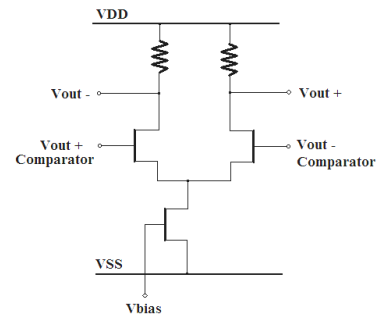 VDD
Vout -
Vout +
Vout +
Comparator
Vout -
Comparator
VSS
Vbias